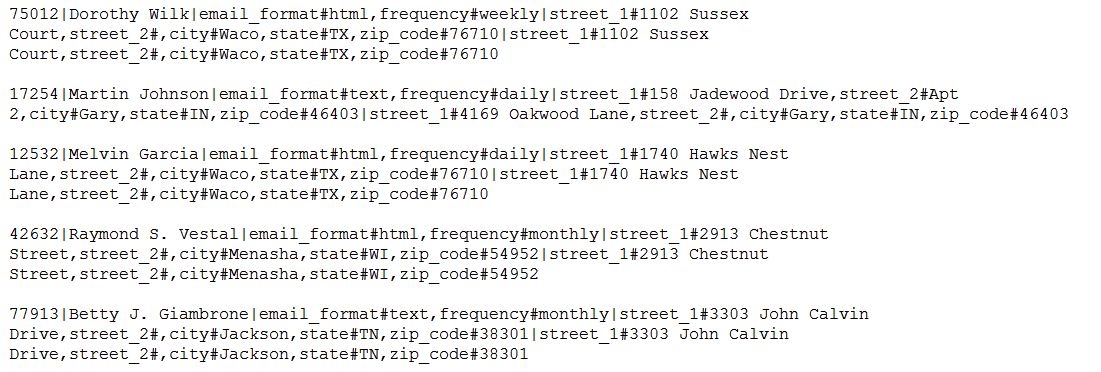 75012|Dorothy Wilk|email_format#html,frequency#weekly|street_1#1102 Sussex
Court,street_2#,city#Waco,state#TX,zip_code#76710|street_1#1102 Sussex
Court,street_2#,city#Waco,state#TX,zip_code#76710
17254|Martin Johnson|email_format#text,frequency#daily|street_1#158 Jadewood Drive,street_2#Apt
2,city#Gary,state#IN,zip_code#46403|street_1#4169 Oakwood Lane,street_2#,city#Gary,state#IN,zip_code#46403
12532|Melvin Garcia|email_format#html,frequency#daily|street_1#1740 Hawks Nest
Lane,street_2#,city#Waco,state#TX,zip_code#76710|street_1#1740 Hawks Nest
Lane,street_2#,city#Waco,state#TX,zip_code#76710
42632|Raymond S. Vestal|email_format#html,frequency#monthly|street_1#2913 Chestnut
Street,street_2#,city#Menasha,state#WI,zip_code#54952|street_1#2913 Chestnut
Street,street_2#,city#Menasha,state#WI,zip_code#54952
77913|Betty J. Giambrone|email_format#text,frequency#monthly|street_1#3303 John Calvin
Drive,street_2#,city#Jackson,state#TN,zip_code#38301|street_1#3303 John Calvin
Drive,street_2#,city#Jackson,state#TN,zip_code#38301